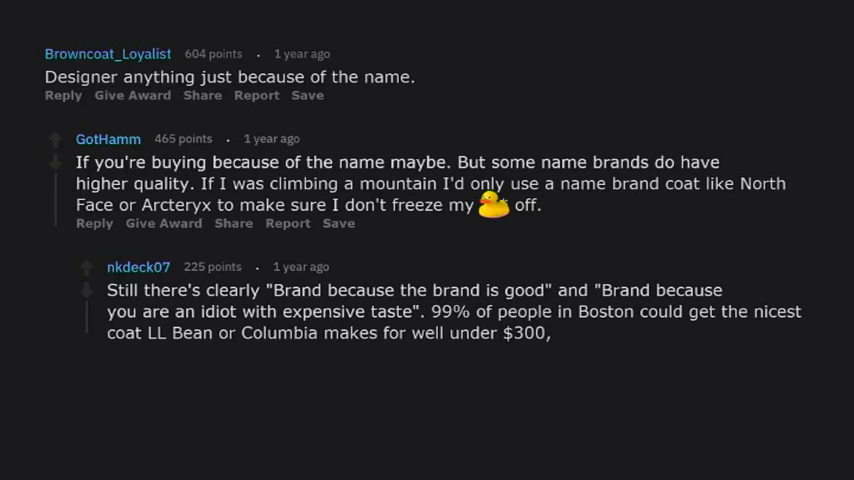 Browncoat_Loyalist 604 points . 1 year ago
Designer anything just because of the name.
Reply Give Award Share Report Save
GotHamm 465 points . 1 year ago
If you're buying because of the name maybe. But some name brands do have
higher quality. If I was climbing a mountain I'd only use a name brand coat like North
Face or Arcteryx to make sure I don't freeze my off.
Reply Give Award Share Report Save
nkdeck07 225 points . 1 year ago
Still there's clearly "Brand because the brand is good" and "Brand because
you are an idiot with expensive taste". 99% of people in Boston could get the nicest
coat LL Bean or Columbia makes for well under $300,